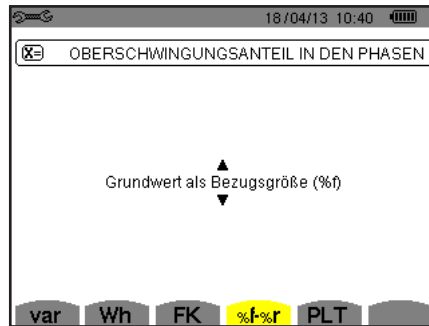 18/04/13 10:40
X= OBERSCHWINGUNGSANTEIL IN DEN PHASEN
Grundwert als Bezugsgröße (%f)
var Wh FK %f-%r PLT